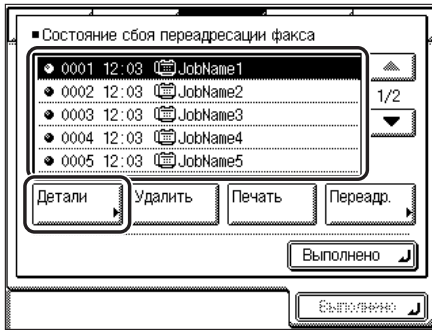 Состояние сбоя переадресации факса
0001 12:03 JobName1
0002 12:03 JobName2
0003 12:03 JobName3
0004 12:03 JobName4
0005 12:03 JobName5
1/2
Детали Удалить Печать Переадр.
Выполнено
Выполнено